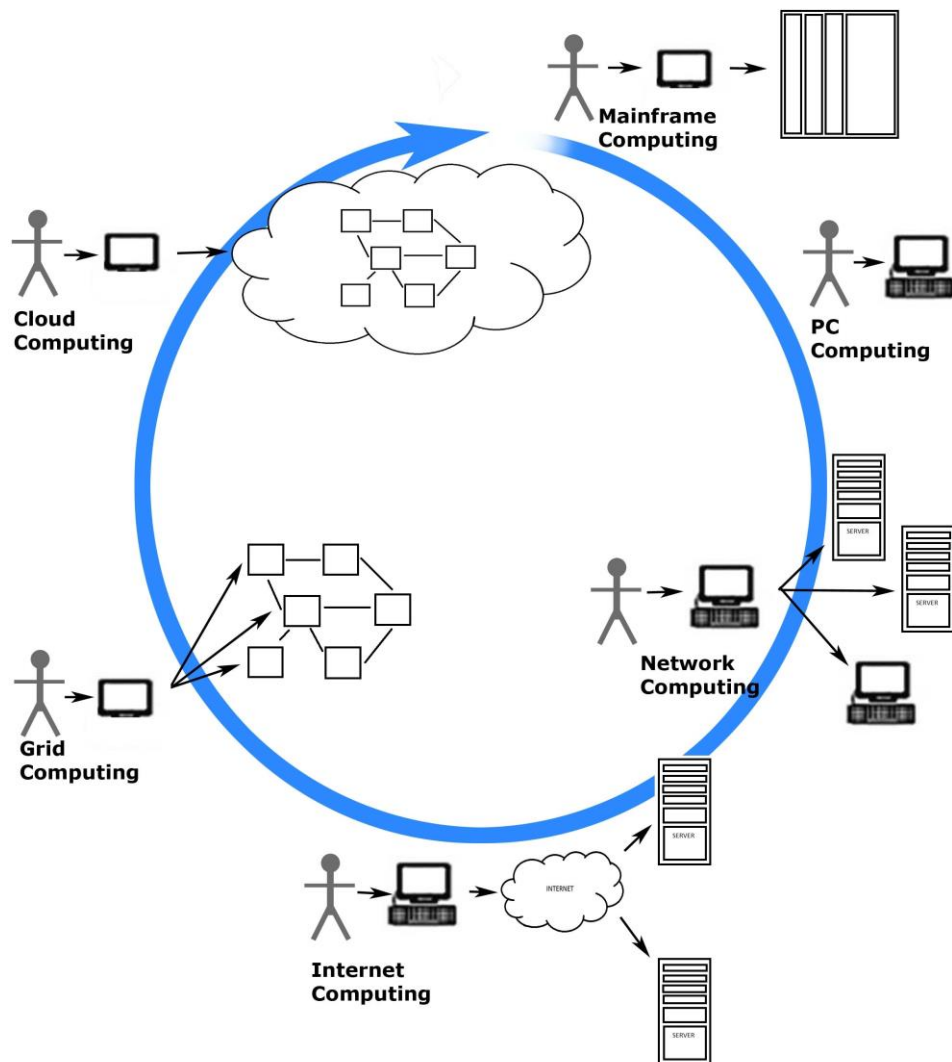 Mainframe
Computing
PC
Computing
SERVER
SERVER
Network
Computing
SERVER
INTERNET
Internet
Computing
SERVER
Grid
Computing
Cloud
Computing